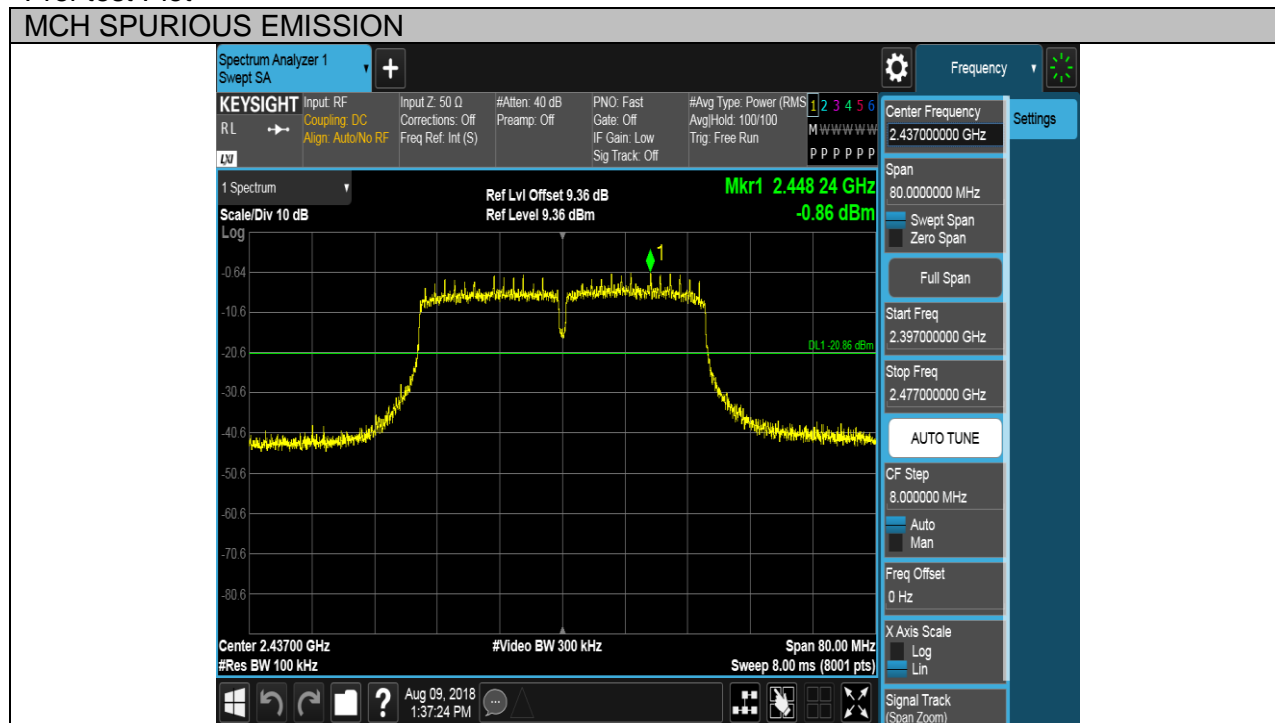 MCH SPURIOUS EMISSION
Spectrum Analyzer 1
Swept SA
+
Frequency
KEYSIGHT
RL
LXI
Input: RF
Coupling: DC
Align: Auto/No RF
Input Z: 50 Ω
Corrections: Off
Freq Ref: Int (S)
#Atten: 40 dB
Preamp: Off
PNO: Fast
Gate: Off
IF Gain: Low
Sig Track: Off
#Avg Type: Power (RMS
Avg|Hold: 100/100
Trig: Free Run
1 2 3 4 5 6
M W W W W W
P P P P P P
1 Spectrum
Scale/Div 10 dB
Log
Ref Lvl Offset 9.36 dB
Ref Level 9.36 dBm
Mkr1 2.448 24 GHz
-0.86 dBm
1
-0.64
-10.6
-20.6
DL1 -20.86 dBm
-30.6
-40.6
-50.6
-60.6
-70.6
-80.6
Center 2.43700 GHz
#Res BW 100 kHz
#Video BW 300 kHz
Span 80.00 MHz
Sweep 8.00 ms (8001 pts)
?
Aug 09, 2018
1:37:24 PM
Center Frequency
2.437000000 GHz
Settings
Span
80.0000000 MHz
Swept Span
Zero Span
Full Span
Start Freq
2.397000000 GHz
Stop Freq
2.477000000 GHz
AUTO TUNE
CF Step
8.000000 MHz
Auto
Man
Freq Offset
0 Hz
X Axis Scale
Log
Lin
Signal Track
(Span Zoom)